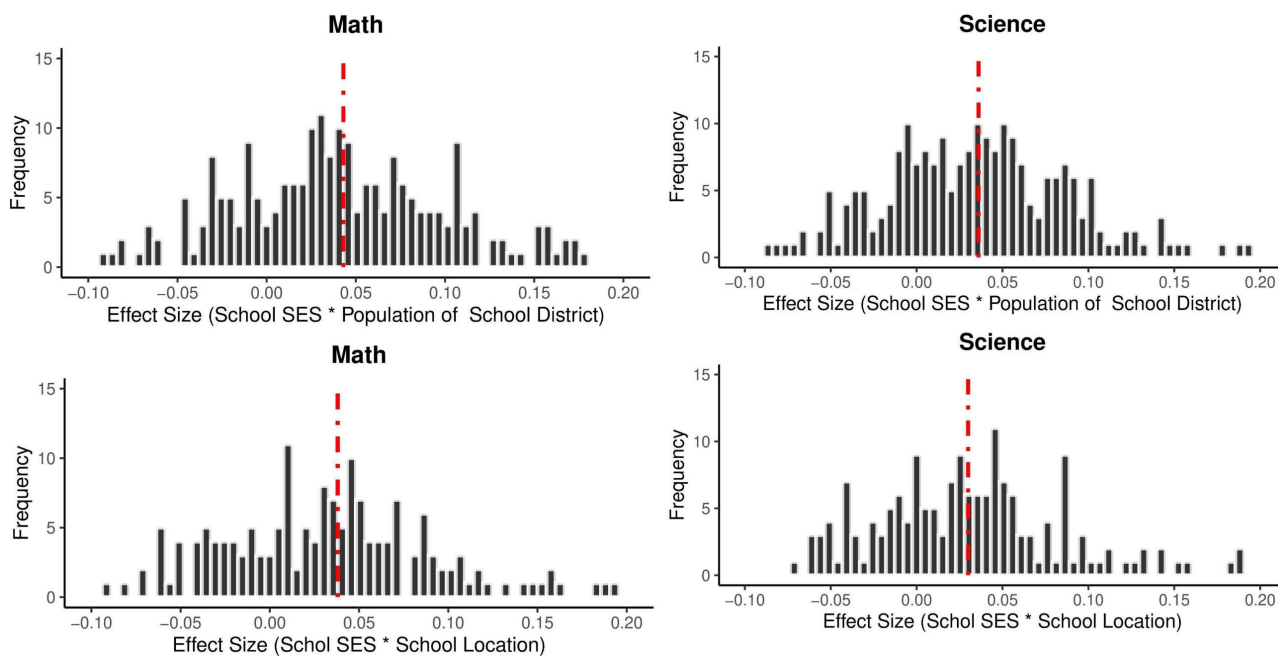 Math
Frequency
15
10
5
0
−0.10 −0.05 0.00 0.05 0.10 0.15 0.20
Effect Size (School SES * Population of School District)
Science
Frequency
15
10
5
0
−0.10 −0.05 0.00 0.05 0.10 0.15 0.20
Effect Size (School SES * Population of School District)
Math
Frequency
15
10
5
0
−0.10 −0.05 0.00 0.05 0.10 0.15 0.20
Effect Size (Schol SES * School Location)
Science
Frequency
15
10
5
0
−0.10 −0.05 0.00 0.05 0.10 0.15 0.20
Effect Size (Schol SES * School Location)